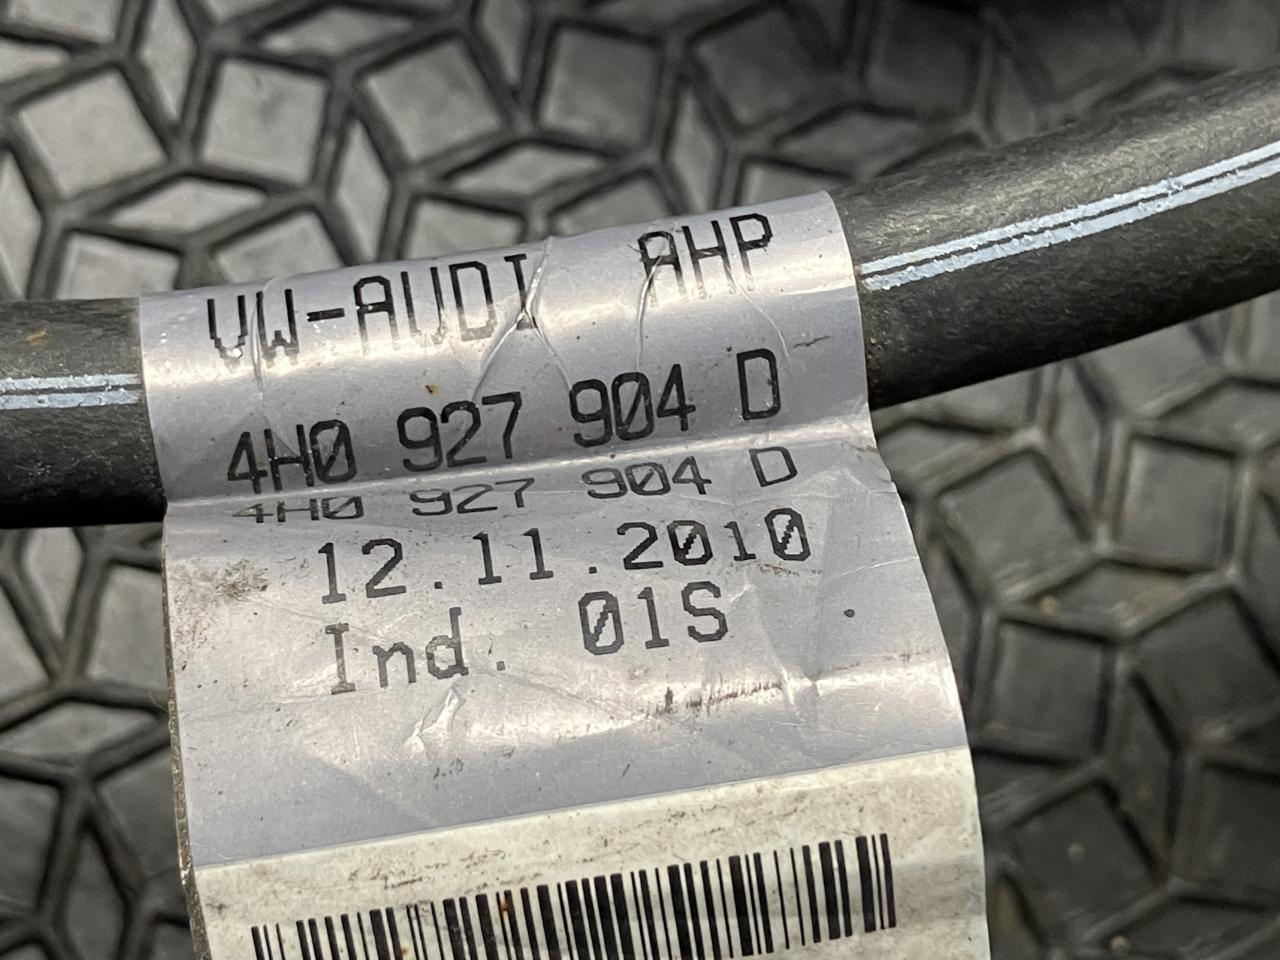 VW-AUDI AHP
4H0 927 904 D
4H0 927 904 D
12.11.2010
Ind. 01S